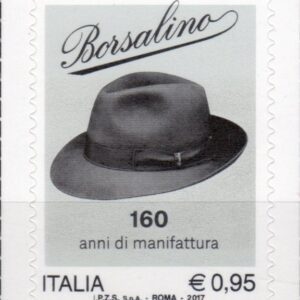 Borsalino
160
anni di manifattura
ITALIA € 0,95
I.P.Z.S. S.p.A. - ROMA - 2017